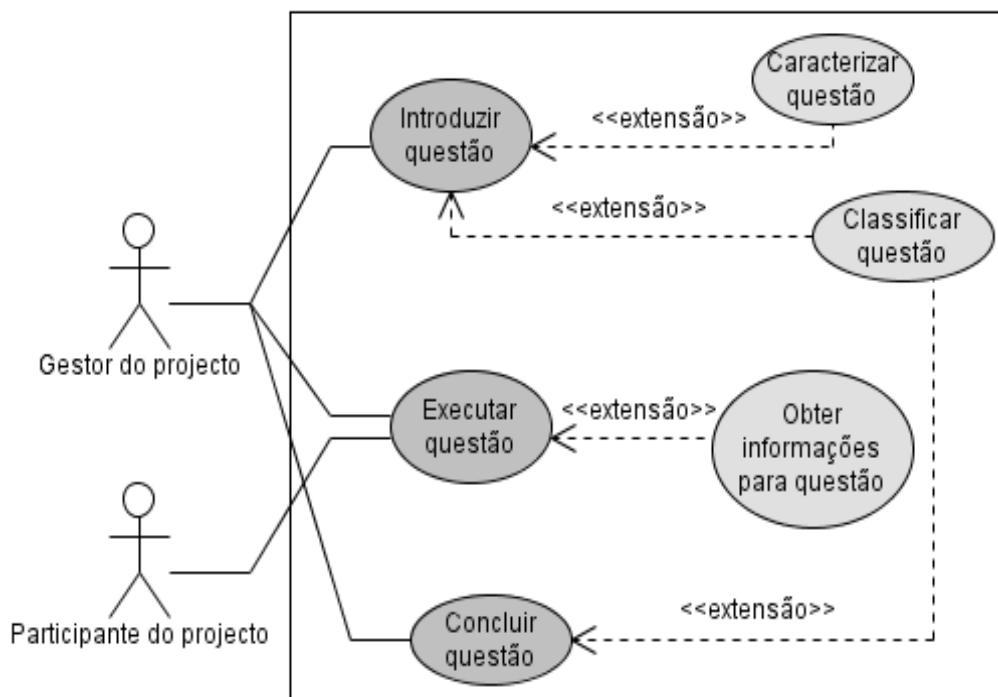 Caracterizar
questão
Introduzir
questão
<<extensão>>
<<extensão>>
Classificar
questão
Gestor do projecto
Executar
questão
<<extensão>>
Obter
informações
para questão
Participante do projecto
Concluir
questão
<<extensão>>